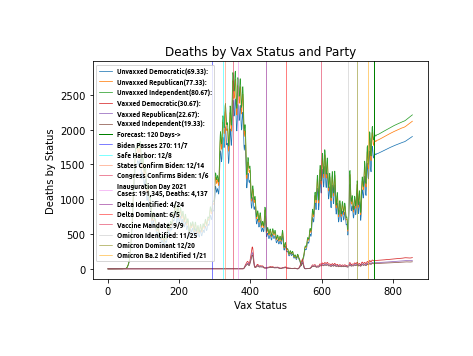 Deaths by Vax Status and Party
Deaths by Status
2500
2000
1500
1000
500
0
Unvaxxed Democratic(69.33):
Unvaxxed Republican(77.33):
Unvaxxed Independent(80.67):
Vaxxed Democratic(30.67):
Vaxxed Republican(22.67):
Vaxxed Independent(19.33):
Forecast: 120 Days->
Biden Passes 270: 11/7
Safe Harbor: 12/8
States Confirm Biden: 12/14
Congress Confirms Biden: 1/6
Inauguration Day 2021
Cases: 191,345, Deaths: 4,137
Delta Identified: 4/24
Delta Dominant: 6/5
Vaccine Mandate: 9/9
Omicron Identified: 11/25
Omicron Dominant 12/20
Omicron Ba.2 Identified 1/21
0 200 400 600 800
Vax Status